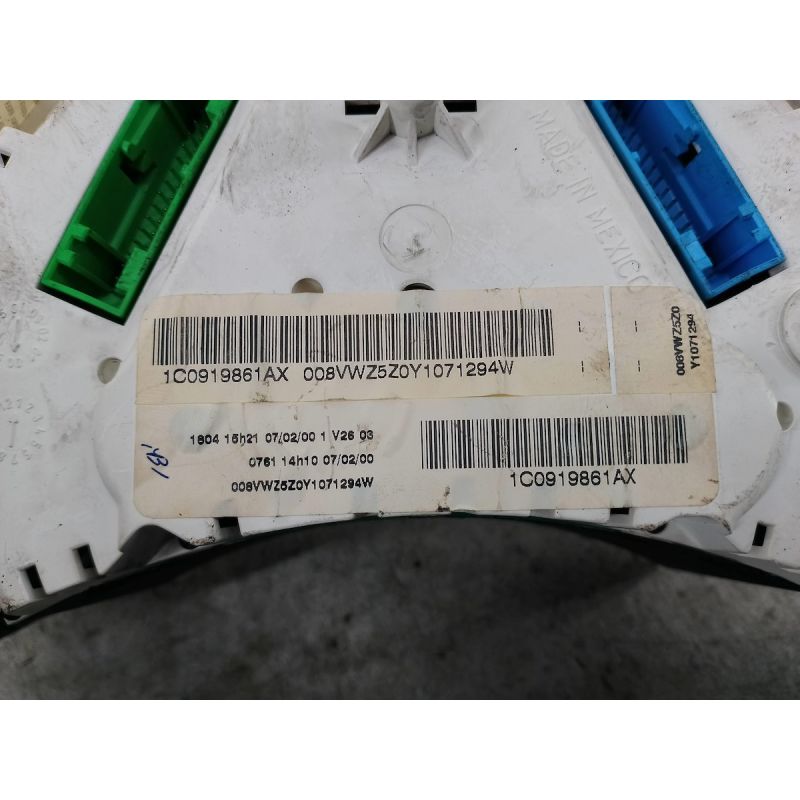 MADE IN MEXICO
1C0919861AX 008VWZ5Z0Y1071294W
008VWZ5Z0
Y1071294
1804 15h21 07/02/00 1 V26 03
0761 14h10 07/02/00
008VWZ5Z0Y1071294W
1C0919861AX